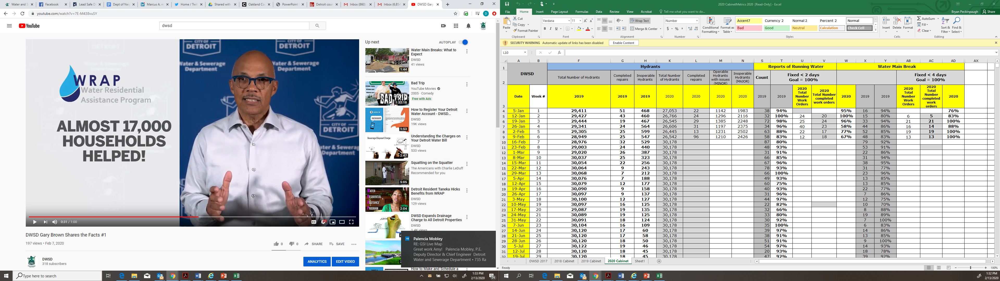 Water and S
Facebook
Lead Safe De
Dept of Nei
Marcus A. m
Home / Twit
Shared with
Oakland Co
PowerPoint
Detroit coun
Inbox (860)
Inbox (6,854
DWSD Gary
youtube.com/watch?v=7E-M438vuSY
YouTube
dwsd
CITY OF DETROIT
Water & Sewerage Department
WRAP
Water Residential
Assistance Program
ALMOST 17,000
HOUSEHOLDS
HELPED!
0:31 / 1:00
DWSD Gary Brown Shares the Facts #1
197 views • Feb 7, 2020
0
0
SHARE
SAVE
DWSD
318 subscribers
ANALYTICS
EDIT VIDEO
Up next
AUTOPLAY
Water Main Breaks: What to
Expect
DWSD
41 views
1:44
Bad Trip
YouTube Movies
2005 · Comedy
Free with Ads
BAD TRIP
1:32:18
How to Register Your Detroit
Water Account - DWSD...
DWSD
19K views
1:53
Understanding the Charges on
Your Detroit Water Bill
DWSD
533 views
Sewerage Disposal Charge
2:47
Squatting on the Squatter
The Americans with Charlie LeDuff
Recommended for you
5:05
Detroit Resident Taneka Hicks
Benefits from WRAP
DWSD
129 views
WATER
RESIDENTIAL
ASSITANCE
PROGRAM
2:04
DWSD Expands Drainage
Charge to All Detroit Properties
DWSD
1.4K views
Palencia Mobley
RE: GSI Live Map
Great work Amy! Palencia Mobley, P.E.
Deputy Director & Chief Engineer Detroit
Water and Sewerage Department • 735 Ra
How to Make and Schedule a
Type here to search
1:33 PM
2/13/2020
26
2020 CabinetMetrics 2020 [Read-Only] - Excel
File Home Insert Page Layout Formulas Data Review View Acrobat Tell me what you want to do...
Bryan Peckinpaugh Share
Paste
Cut
Copy
Format Painter
Verdana 11
B I U
Wrap Text
Merge & Center
Number
Conditional Formatting
Format as Table
Accent7 Currency 2 Normal 2 Percent 2 Normal
Bad Good Neutral Calculation Check Cell
Insert Delete Format
AutoSum
Fill
Clear
Sort & Filter
Find & Select
Clipboard Font Alignment Number Styles Cells Editing
SECURITY WARNING Automatic update of links has been disabled Enable Content
L10
A B F G H K L M N S T U V W X Y AB AC AD AX
1 DWSD Hydrants Reports of Running Water Water Main Break
2 Total Number of Hydrants Completed repairs Inoperable Hydrants Total Number of Hydrants Completed repairs Operable Hydrants with issues (MINOR) Inoperable Hydrants (MAJOR) Count Fixed < 2 days Goal = 100% Fixed < 4 days Goal = 100%
3 Date Week # 2019 2019 2019 2020 2020 2020 2020 2019 2019 2020 Total Number Work Orders 2020 Total Number completed work orders 2020 2019 2019 2020 Total Number Work Orders 2020 Total Number completed work orders 2020
4 5-Jan 1 29,411 51 468 27,053 22 1142 1983 38 94% 95% 16 94% 76%
5 12-Jan 2 29,427 43 460 26,766 24 1296 2116 32 100% 24 20 100% 15 80% 6 5 83%
6 19-Jan 3 29,444 19 467 26,545 29 1385 2248 72 98% 25 24 96% 33 94% 21 21 100%
7 26-Jan 4 29,341 24 564 26,606 31 1197 2375 34 96% 40 23 58% 44 86% 16 14 88%
8 2-Feb 5 29,305 25 599 26,445 13 1231 2502 63 88% 22 17 77% 52 85% 19 19 100%
9 9-Feb 6 28,949 25 547 26,542 96 1210 2426 58 83% 12 18 67% 48 83% 13 13 100%
10 16-Feb 7 28,976 32 529 30,178 87 80% 79 92%
11 23-Feb 8 29,003 24 440 30,178 48 93% 53 91%
12 1-Mar 9 29,020 26 387 30,178 31 91% 22 86%
13 8-Mar 10 30,037 25 323 30,178 66 85% 31 94%
14 15-Mar 11 30,054 22 256 30,178 67 96% 38 95%
15 22-Mar 12 30,064 9 243 30,178 78 93% 31 77%
16 29-Mar 13 30,068 7 212 30,178 66 100% 23 96%
17 5-Apr 14 30,076 7 188 30,178 49 93% 13 85%
18 12-Apr 15 30,079 12 177 30,178 60 75% 13 85%
19 19-Apr 16 30,090 9 158 30,178 40 93% 22 77%
20 26-Apr 17 30,097 9 137 30,178 31 96% 7 86%
21 3-May 18 30,100 12 127 30,178 44 97% 12 75%
22 10-May 19 30,097 16 125 30,178 22 82% 10 70%
23 17-May 20 29,087 19 135 30,178 32 66% 8 88%
24 24-May 21 30,089 19 125 30,178 33 80% 19 89%
25 31-May 22 30,091 18 124 30,178 30 92% 7 100%
26 7-Jun 23 30,104 16 109 30,178 35 100% 6 83%
27 14-Jun 24 30,120 17 60 30,178 39 97% 14 86%
28 21-Jun 25 30,120 17 58 30,178 38 91% 13 85%
29 28-Jun 26 30,120 18 50 30,178 51 91% 9 100%
30 5-Jul 27 30,122 19 46 30,178 54 97% 14 93%
31 12-Jul 28 30,120 18 45 30,178 20 93% 18 78%
32 19-Jul 29 30,120 18 45 30,178 47 92% 39 92%
DWSD 2017 2018 Cabinet 2019 Cabinet 2020 Cabinet Sheet1
Ready
100%
1:32 PM
2/13/2020